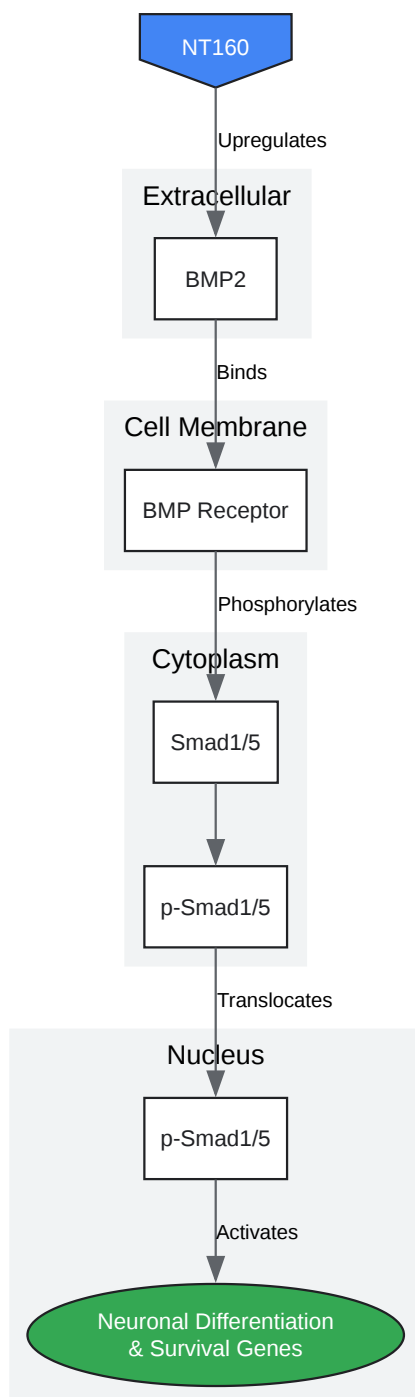 NT160
Upregulates
Extracellular
BMP2
Binds
Cell Membrane
BMP Receptor
Phosphorylates
Cytoplasm
Smad1/5
p-Smad1/5
Translocates
Nucleus
p-Smad1/5
Activates
Neuronal Differentiation
& Survival Genes